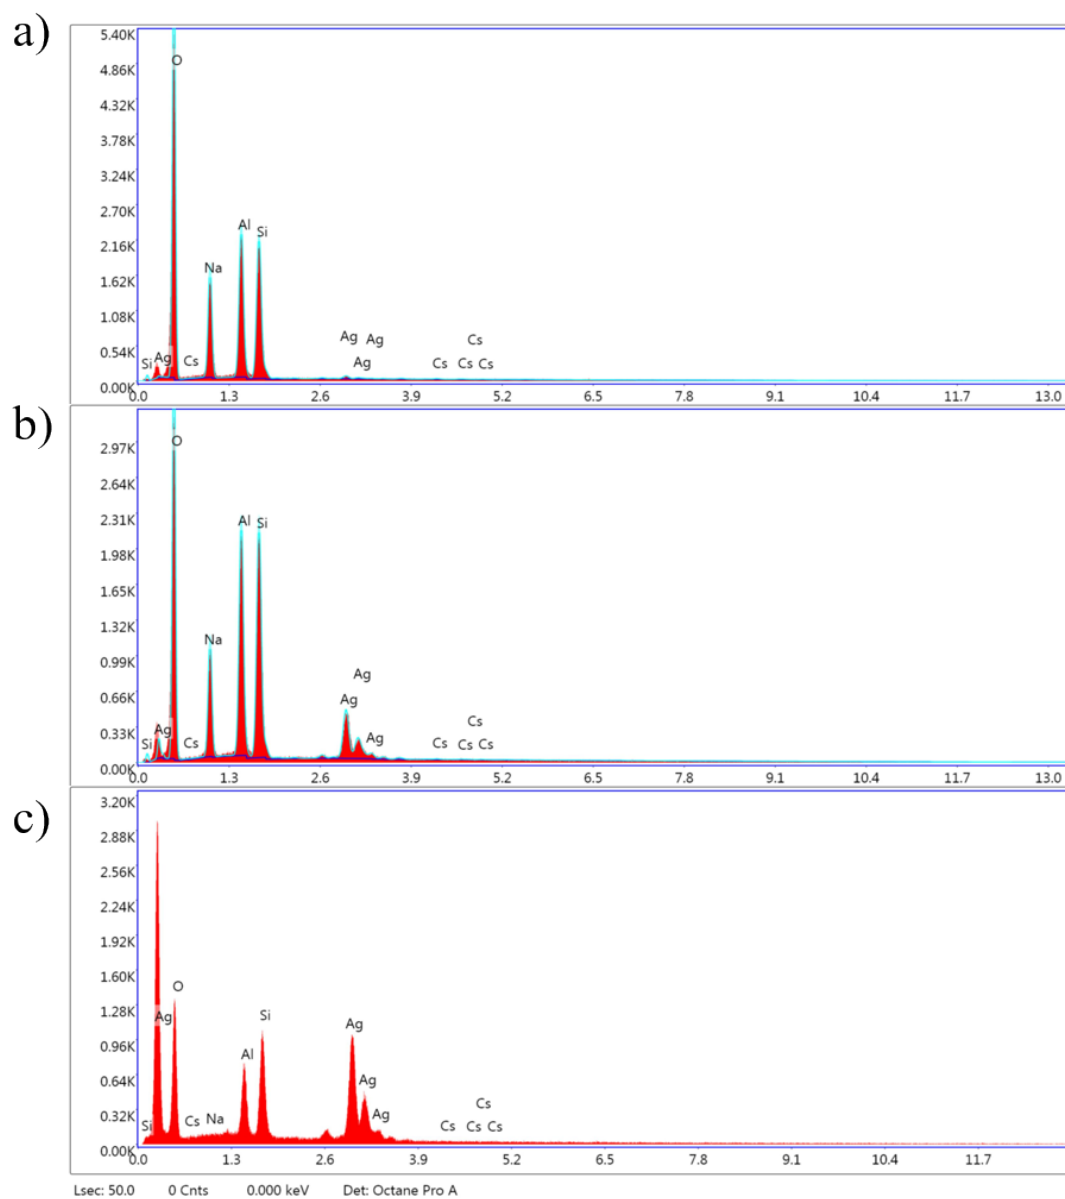 a)
5.40K
4.86K
4.32K
3.78K
3.24K
2.70K
2.16K
1.62K
1.08K
0.54K
0.00K
O
Al
Si
Na
Ag
Ag
Cs
Si
Ag
Cs
Ag
Cs
Cs
Cs
0.0 1.3 2.6 3.9 5.2 6.5 7.8 9.1 10.4 11.7 13.0
b)
2.97K
2.64K
2.31K
1.98K
1.65K
1.32K
0.99K
0.66K
0.33K
0.00K
O
Al
Si
Na
Ag
Ag
Cs
Si
Ag
Cs
Ag
Cs
Cs
Cs
0.0 1.3 2.6 3.9 5.2 6.5 7.8 9.1 10.4 11.7 13.0
c)
3.20K
2.88K
2.56K
2.24K
1.92K
1.60K
1.28K
0.96K
0.64K
0.32K
0.00K
O
Ag
Si
Ag
Al
Ag
Cs
Si
Cs
Na
Ag
Cs
Cs
Cs
0.0 1.3 2.6 3.9 5.2 6.5 7.8 9.1 10.4 11.7
Lsec: 50.0 0 Cnts 0.000 keV Det: Octane Pro A